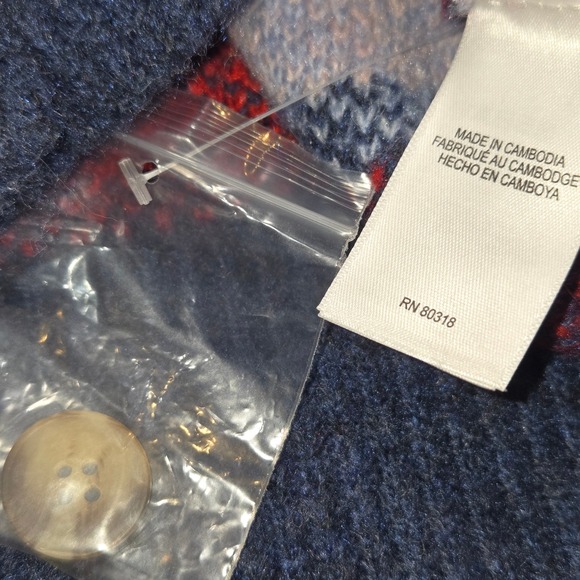 MADE IN CAMBODIA
FABRIQUÉ AU CAMBODGE
HECHO EN CAMBOYA
RN 80318